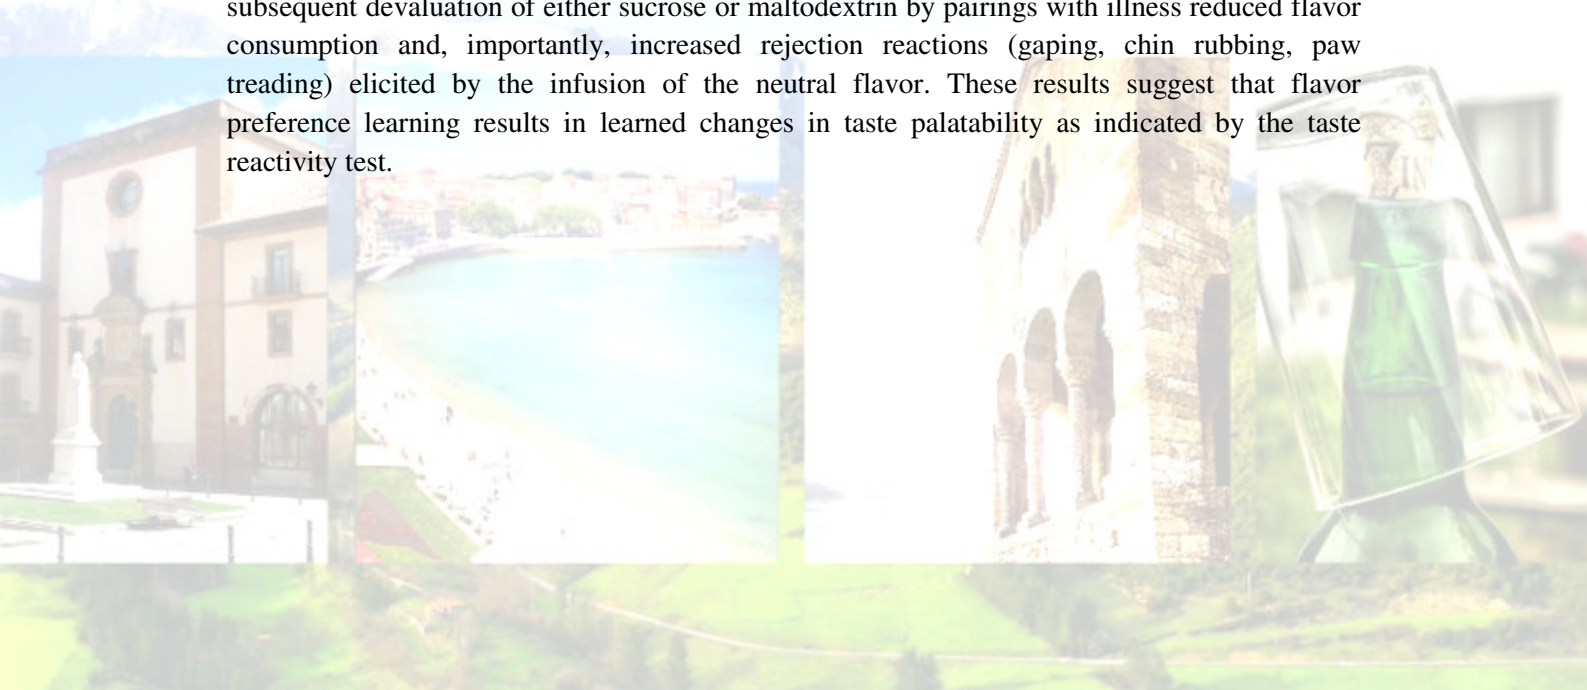 subsequent devaluation of either sucrose or maltodextrin by pairings with illness reduced flavor
consumption and, importantly, increased rejection reactions (gaping, chin rubbing, paw
treading) elicited by the infusion of the neutral flavor. These results suggest that flavor
preference learning results in learned changes in taste palatability as indicated by the taste
reactivity test.